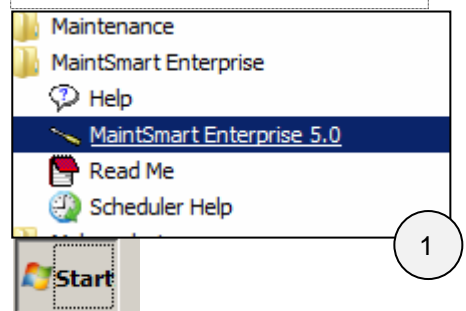 Maintenance
MaintSmart Enterprise
Help
MaintSmart Enterprise 5.0
Read Me
Scheduler Help
1
Start